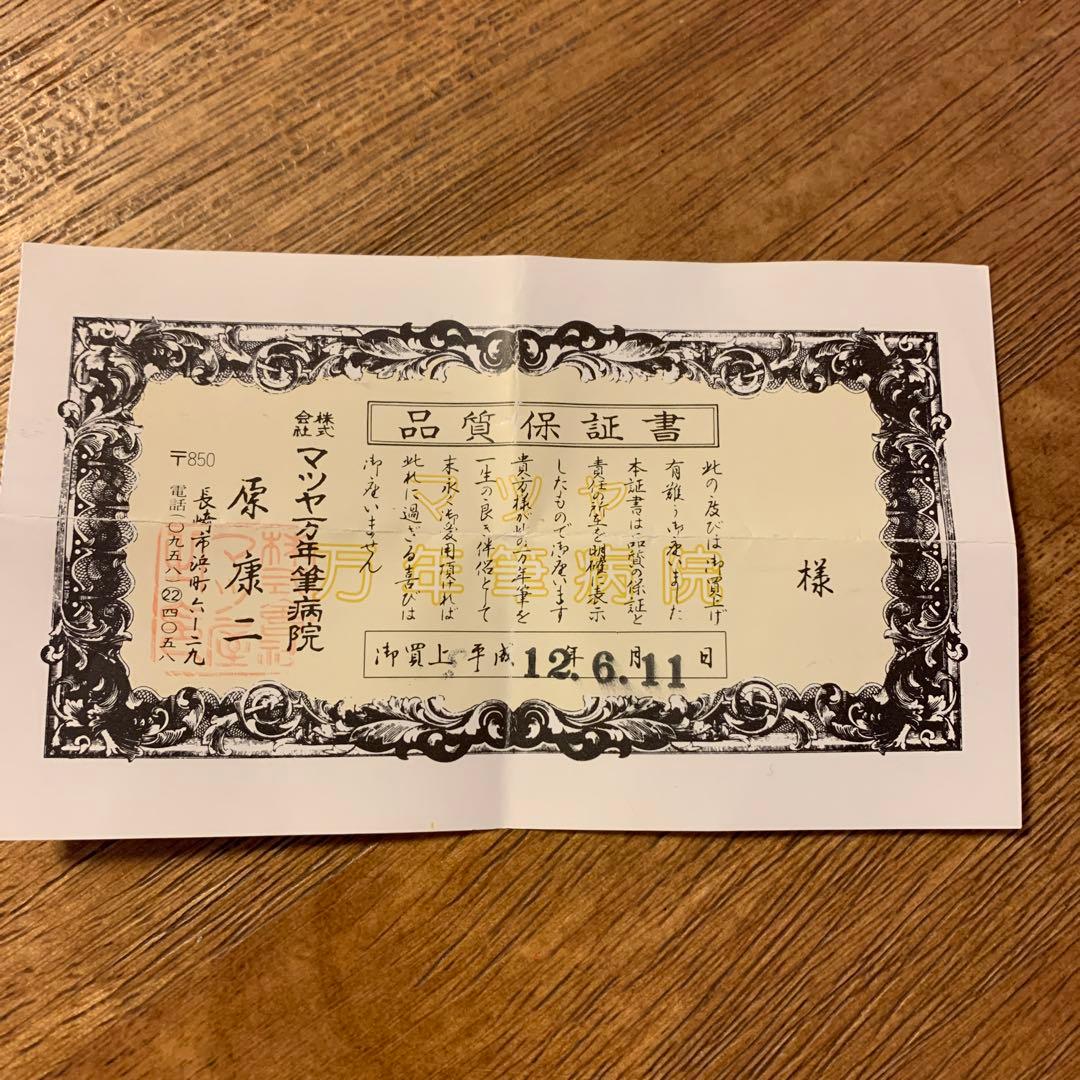 品質保証書
様
此の度びは御買上げ
有難う御座いました
本証書は品質の保証と
責任の所在を明確に表示
したもので御座います
貴方様が此の万年筆を
一生の良き伴侶として
末永く御愛用頂ければ
此れに過ぎる喜びは
御座いません
マツヤ
万年筆病院
御買上 平成12年6.月11日
株式会社 マツヤ万年筆病院
原康二
長崎市浜町六ー二九
〒850
電話〇九五八(22)四〇五八